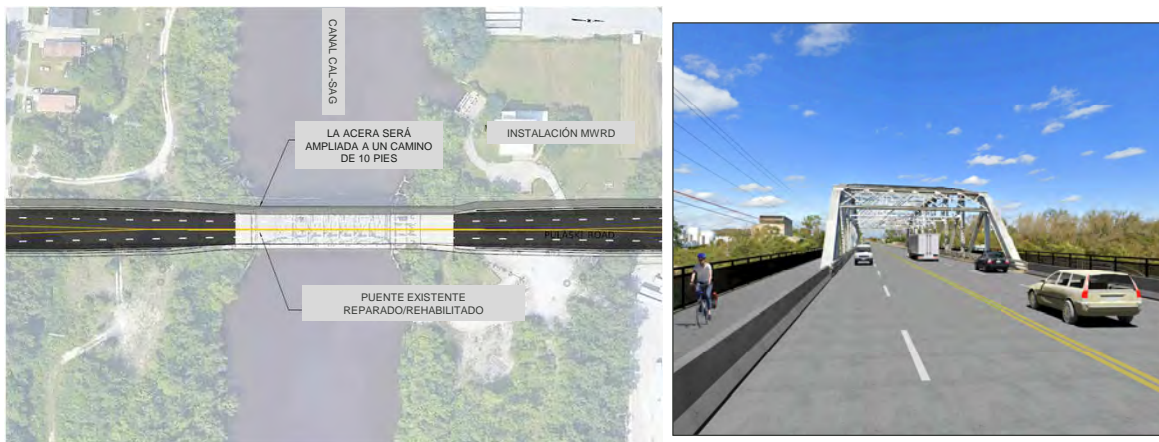 CANAL CAL-SAG
LA ACERA SERÁ
AMPLIADA A UN CAMINO
DE 10 PIES
INSTALACIÓN MWRD
PULASKI ROAD
PUENTE EXISTENTE
REPARADO/REHABILITADO